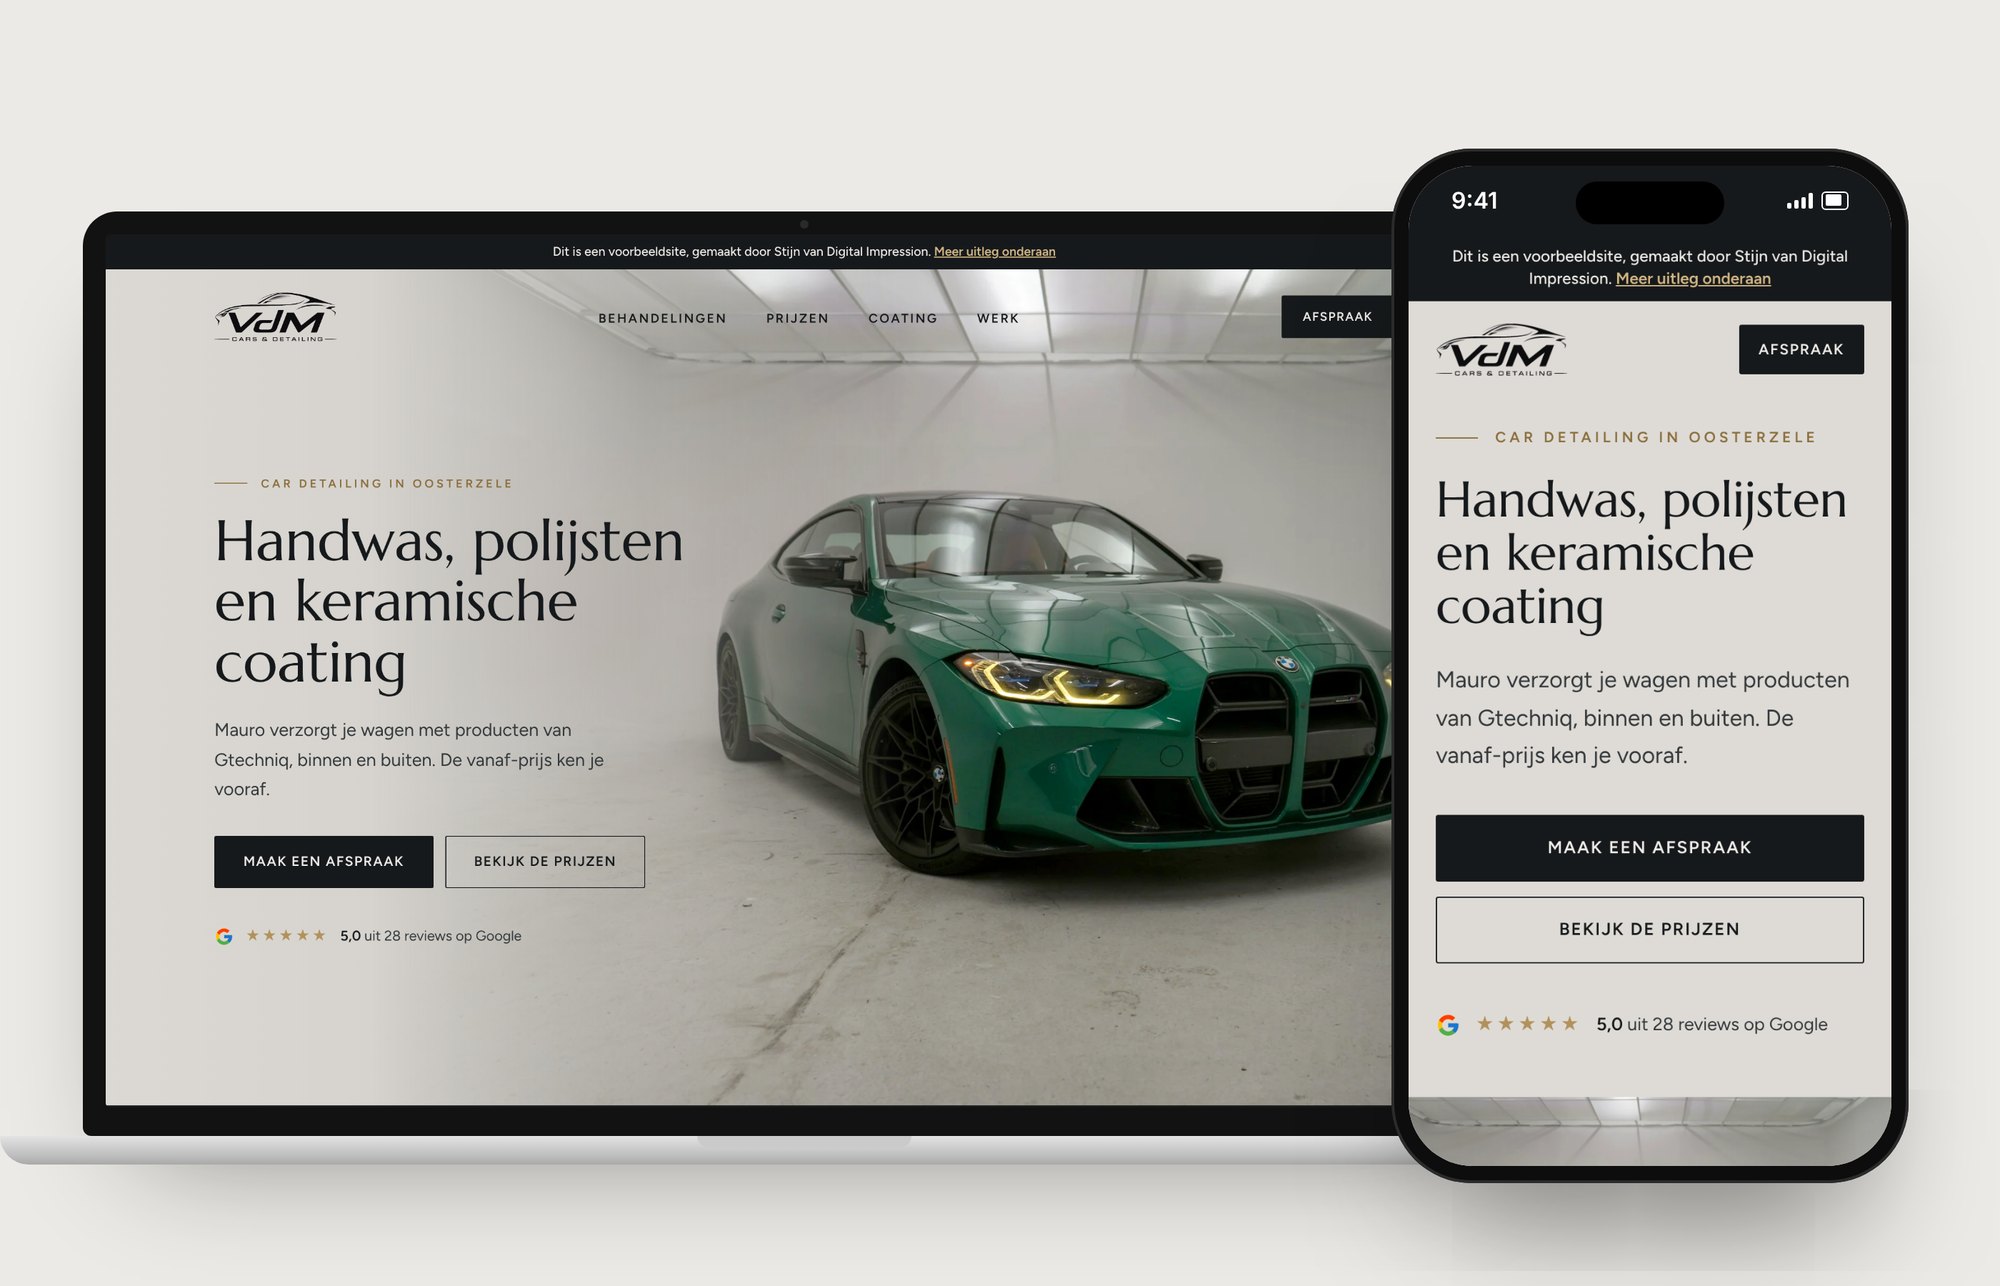 Dit is een voorbeeldsite, gemaakt door Stijn van Digital Impression. Meer uitleg onderaan
VdM
CARS & DETAILING
BEHANDELINGEN
PRIJZEN
COATING
WERK
AFSPRAAK
CAR DETAILING IN OOSTERZELE
Handwas, polijsten
en keramische
coating
Mauro verzorgt je wagen met producten van
Gtechniq, binnen en buiten. De vanaf-prijs ken je
vooraf.
MAAK EEN AFSPRAAK
BEKIJK DE PRIJZEN
5,0 uit 28 reviews op Google
9:41
Dit is een voorbeeldsite, gemaakt door Stijn van Digital
Impression. Meer uitleg onderaan
VdM
CARS & DETAILING
AFSPRAAK
CAR DETAILING IN OOSTERZELE
Handwas, polijsten
en keramische
coating
Mauro verzorgt je wagen met producten
van Gtechniq, binnen en buiten. De
vanaf-prijs ken je vooraf.
MAAK EEN AFSPRAAK
BEKIJK DE PRIJZEN
5,0 uit 28 reviews op Google